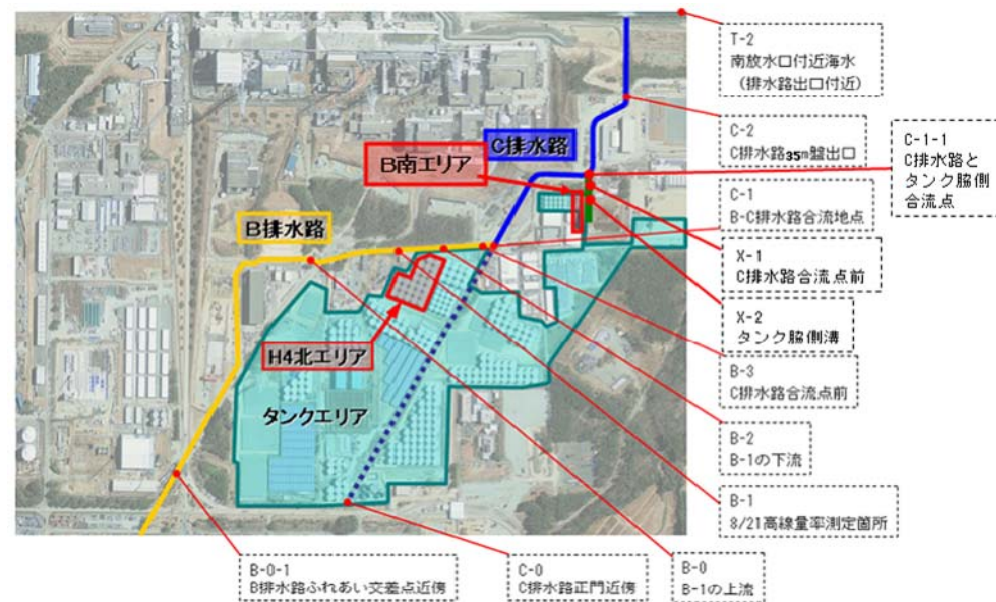 T-2
南放水口付近海水
（排水路出口付近）
C-2
C排水路35m盤出口
C-1-1
C排水路と
タンク脇側
合流点
C-1
B-C排水路合流地点
X-1
C排水路合流点前
X-2
タンク脇側溝
B-3
C排水路合流点前
B-2
B-1の下流
B-1
8/21高線量率測定箇所
B-0
B-1の上流
C-0
C排水路正門近傍
B-0-1
B排水路ふれあい交差点近傍
C排水路
B南エリア
B排水路
H4北エリア
タンクエリア